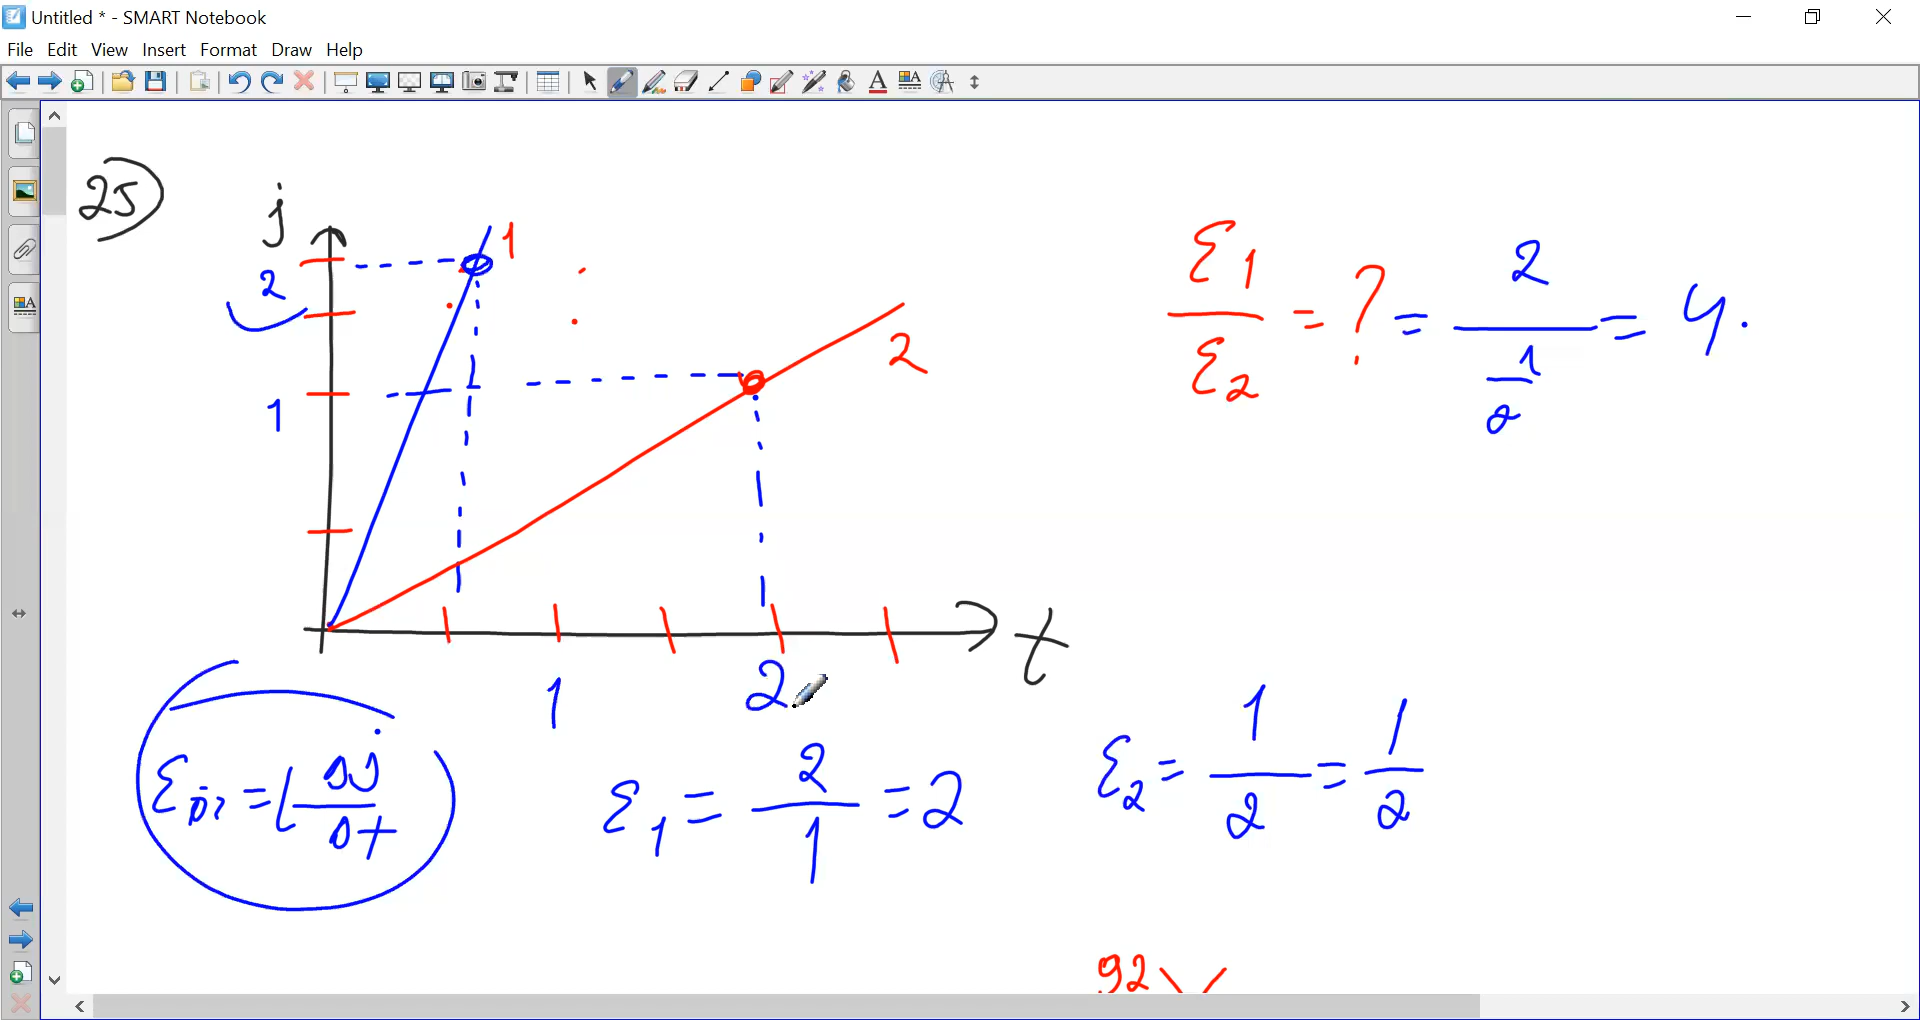 Untitled * - SMART Notebook
File Edit View Insert Format Draw Help
25)
j
1
2
2
1
t
1
2
ε1/ε2 = ? = 2/(1/2) = 4.
ε = L Δj/Δt
ε1 = 2/1 = 2
ε2 = 1/2 = 1/2
92